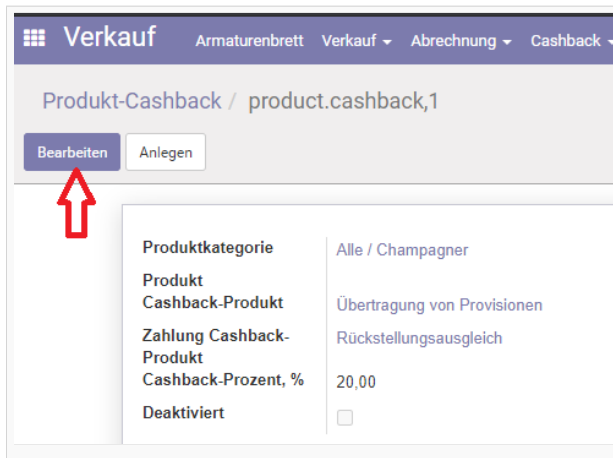 Verkauf Armaturenbrett Verkauf Abrechnung Cashback
Produkt-Cashback / product.cashback,1
Bearbeiten Anlegen
Produktkategorie Alle / Champagner
Produkt
Cashback-Produkt Übertragung von Provisionen
Zahlung Cashback- Rückstellungsausgleich
Produkt
Cashback-Prozent, % 20,00
Deaktiviert